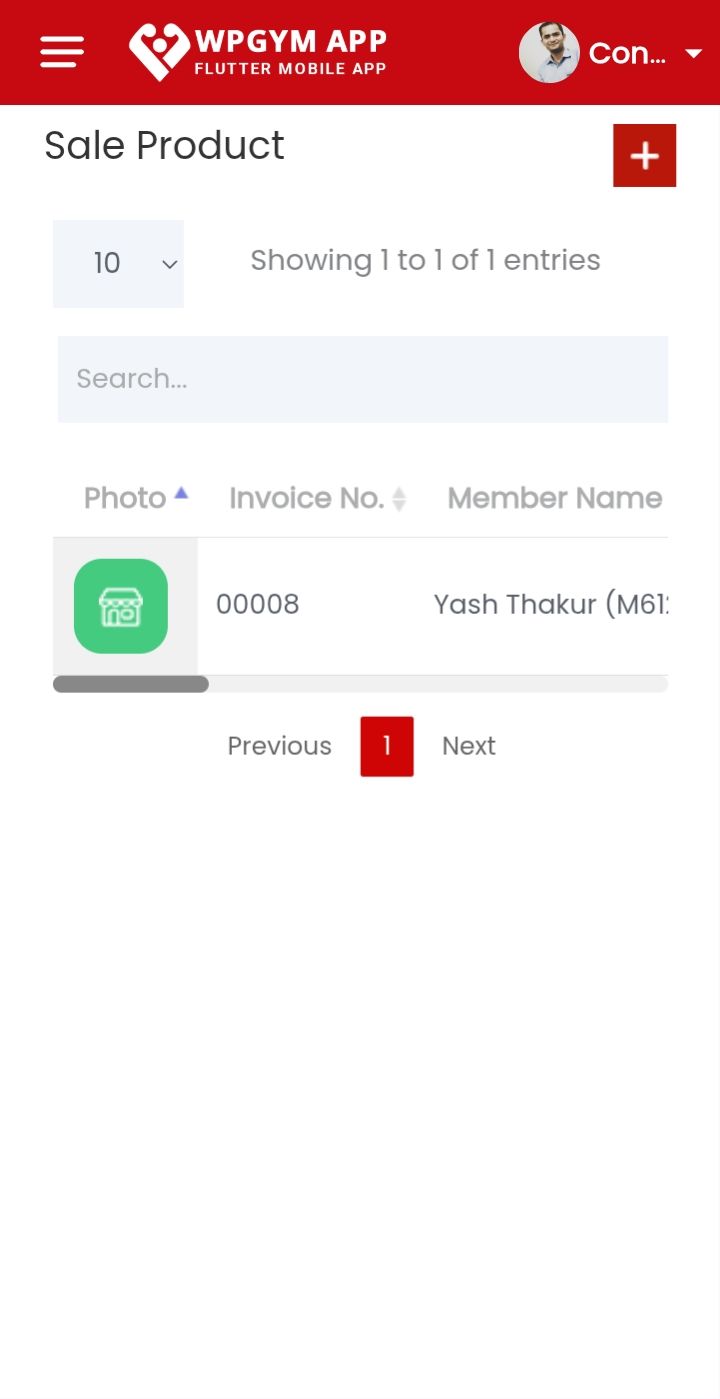 WPGYM APP
FLUTTER MOBILE APP
Con...
Sale Product
10
Showing 1 to 1 of 1 entries
Search...
Photo Invoice No. Member Name
00008 Yash Thakur (M61
Previous 1 Next